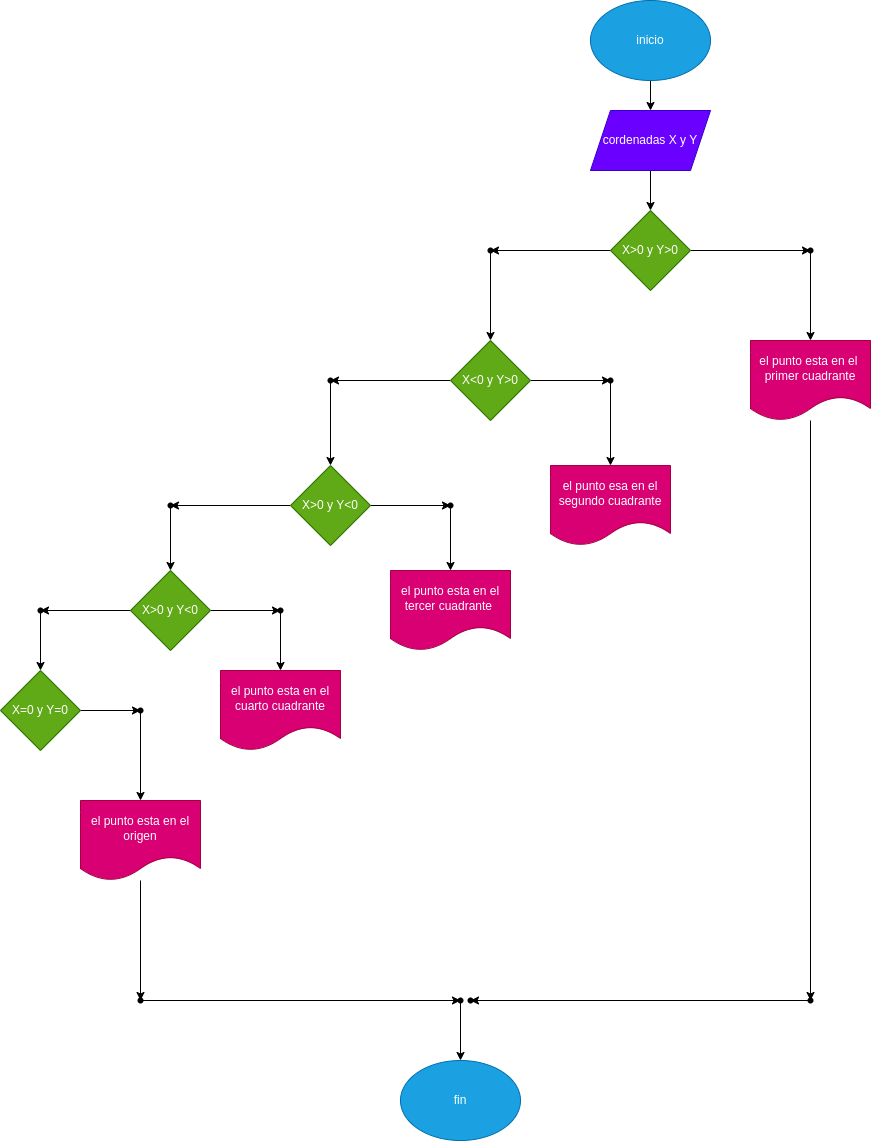 inicio
cordenadas X y Y
X>0 y Y>0
el punto esta en el
primer cuadrante
X<0 y Y>0
el punto esa en el
segundo cuadrante
X>0 y Y<0
el punto esta en el
tercer cuadrante
X>0 y Y<0
el punto esta en el
cuarto cuadrante
X=0 y Y=0
el punto esta en el
origen
fin